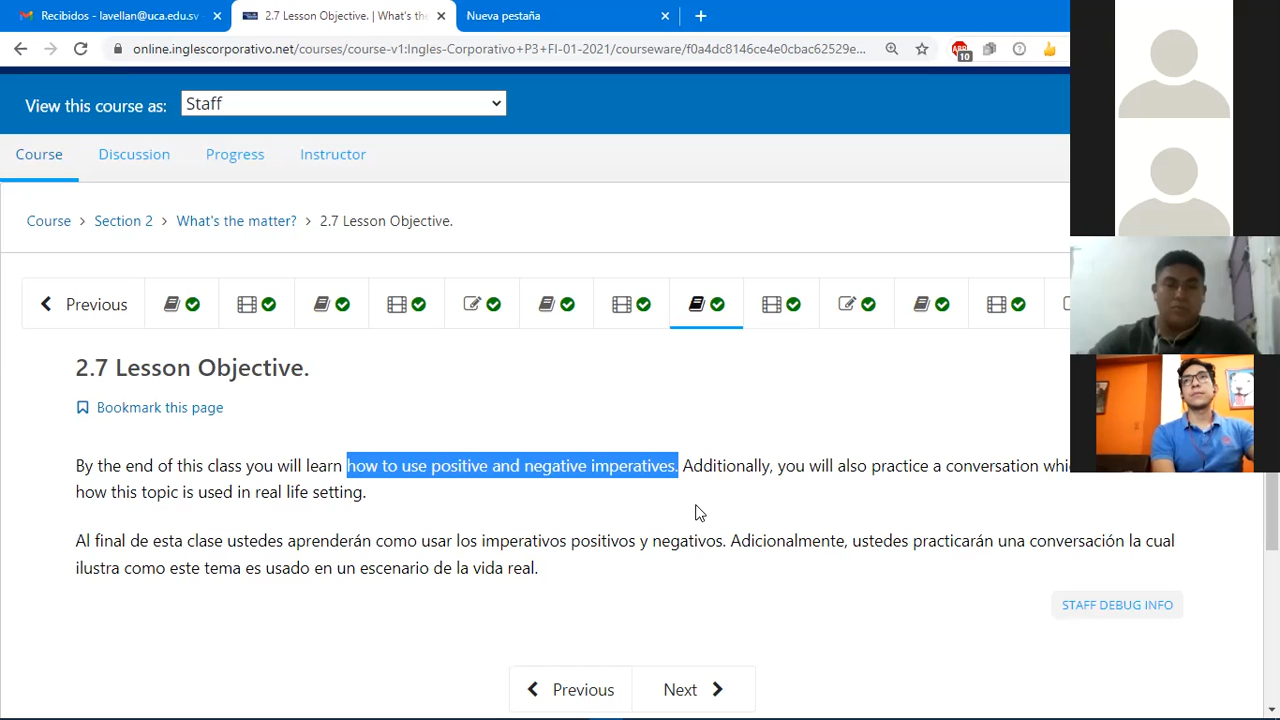 Recibidos - lavellan@uca.edu.sv
2.7 Lesson Objective. | What's the
Nueva pestaña
online.inglescorporativo.net/courses/course-v1:Ingles-Corporativo+P3+FI-01-2021/courseware/f0a4dc8146ce4e0cbac62529e...
10
View this course as:
Staff
Course
Discussion
Progress
Instructor
Course > Section 2 > What's the matter? > 2.7 Lesson Objective.
Previous
2.7 Lesson Objective.
Bookmark this page
By the end of this class you will learn how to use positive and negative imperatives. Additionally, you will also practice a conversation
how this topic is used in real life setting.
Al final de esta clase ustedes aprenderán como usar los imperativos positivos y negativos. Adicionalmente, ustedes practicarán una conversación la cual
ilustra como este tema es usado en un escenario de la vida real.
STAFF DEBUG INFO
Previous
Next